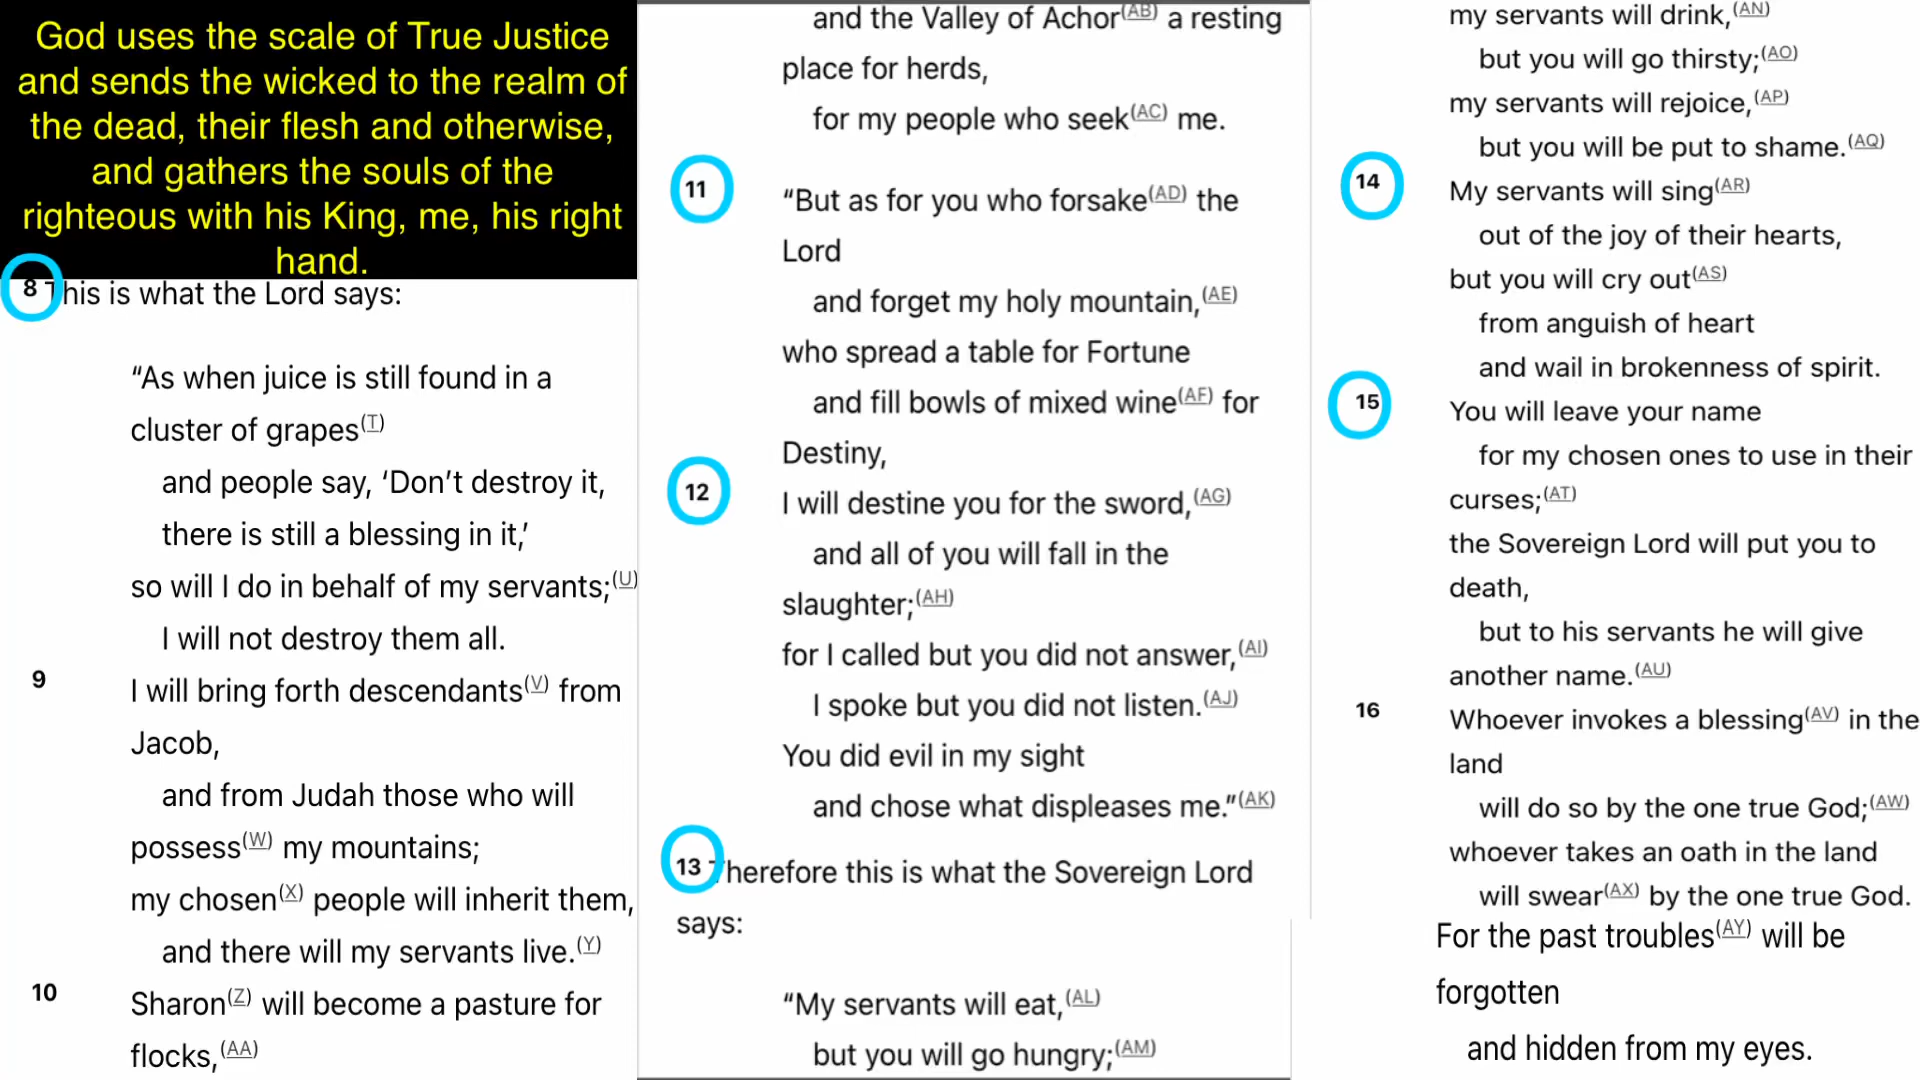 God uses the scale of True Justice
and sends the wicked to the realm of
the dead, their flesh and otherwise,
and gathers the souls of the
righteous with his King, me, his right
hand.
8 This is what the Lord says:
“As when juice is still found in a
cluster of grapes(T)
and people say, ‘Don’t destroy it,
there is still a blessing in it,’
so will I do in behalf of my servants;(U)
I will not destroy them all.
9 I will bring forth descendants(V) from
Jacob,
and from Judah those who will
possess(W) my mountains;
my chosen(X) people will inherit them,
and there will my servants live.(Y)
10 Sharon(Z) will become a pasture for
flocks,(AA)
and the Valley of Achor(AB) a resting
place for herds,
for my people who seek(AC) me.
11 “But as for you who forsake(AD) the
Lord
and forget my holy mountain,(AE)
who spread a table for Fortune
and fill bowls of mixed wine(AF) for
Destiny,
12 I will destine you for the sword,(AG)
and all of you will fall in the
slaughter;(AH)
for I called but you did not answer,(AI)
I spoke but you did not listen.(AJ)
You did evil in my sight
and chose what displeases me.”(AK)
13 Therefore this is what the Sovereign Lord
says:
“My servants will eat,(AL)
but you will go hungry;(AM)
my servants will drink,(AN)
but you will go thirsty;(AO)
my servants will rejoice,(AP)
but you will be put to shame.(AQ)
14 My servants will sing(AR)
out of the joy of their hearts,
but you will cry out(AS)
from anguish of heart
and wail in brokenness of spirit.
15 You will leave your name
for my chosen ones to use in their
curses;(AT)
the Sovereign Lord will put you to
death,
but to his servants he will give
another name.(AU)
16 Whoever invokes a blessing(AV) in the
land
will do so by the one true God;(AW)
whoever takes an oath in the land
will swear(AX) by the one true God.
For the past troubles(AY) will be
forgotten
and hidden from my eyes.